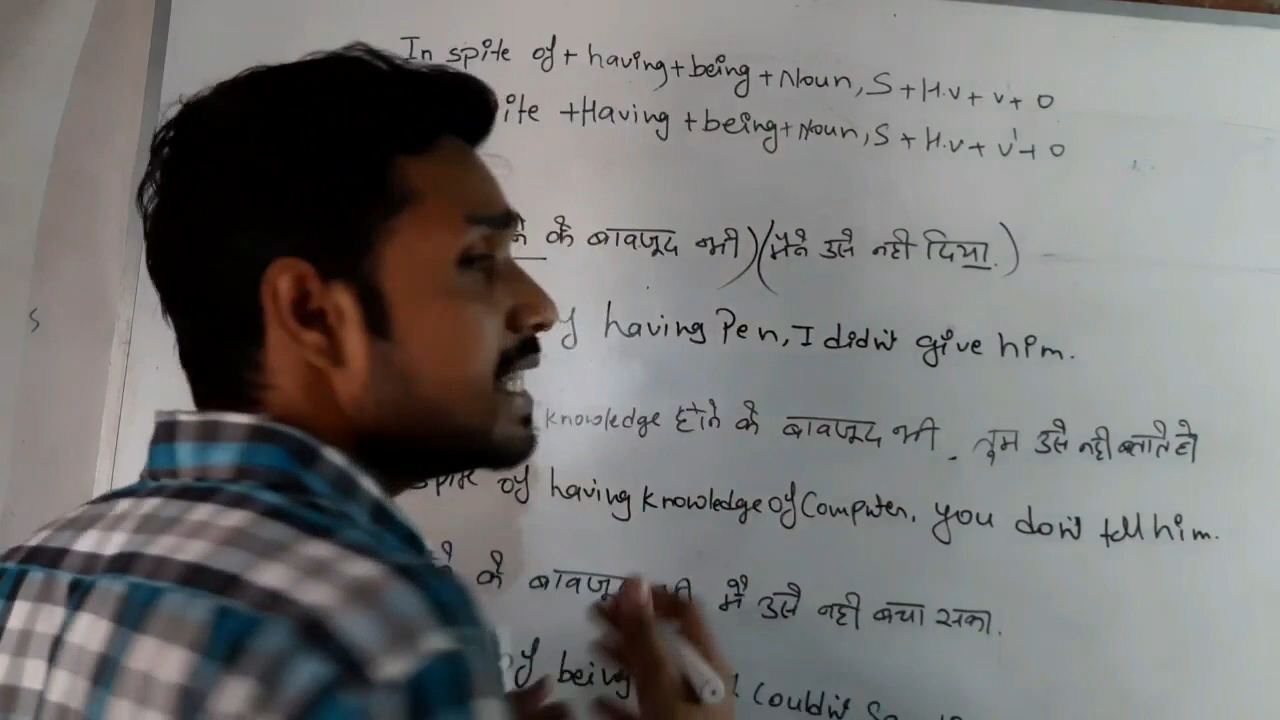 In spite of + having + being + Noun, S + H.V + V + O
ite + Having + being + Noun, S + H.V + V' + O
के बावजूद भी) (मैंने उसे नही दिया.)
having Pen, I didn't give him.
knowledge होने के बावजूद भी . तुम उसे नही बताते हो
of having knowledge of Computer, you don't tell him.
के बावजूद भी मैं उसे नही बचा सका.
of being I Couldn't
S